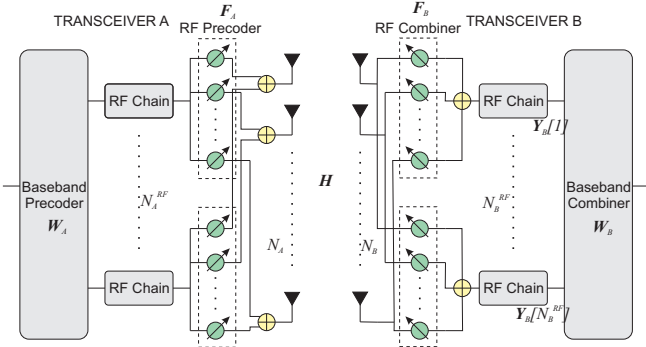 TRANSCEIVER A
F_A
RF Precoder
F_B
RF Combiner
TRANSCEIVER B
RF Chain
RF Chain
Y_B[1]
Baseband
Precoder
W_A
N_A^RF
H
N_A
N_B
N_B^RF
Baseband
Combiner
W_B
RF Chain
RF Chain
Y_B[N_B^RF]